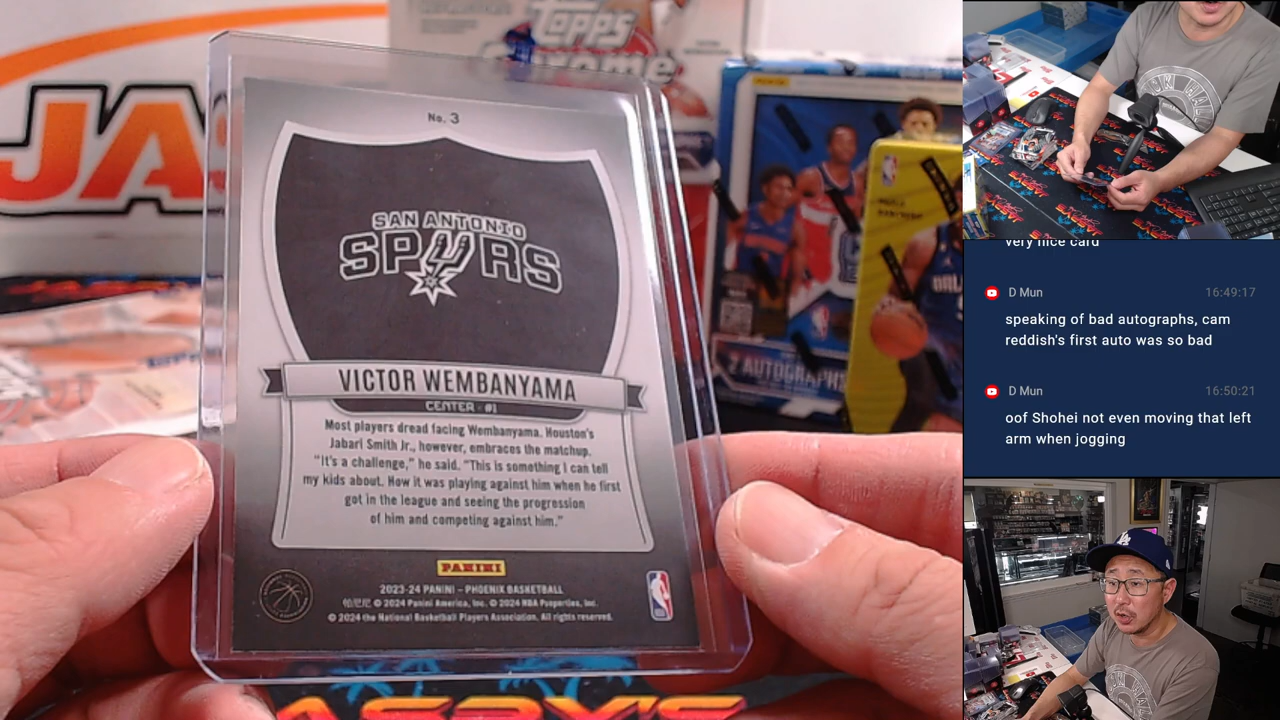 JA
TOPPS
Chrome
No. 3
SAN ANTONIO
SPURS
VICTOR WEMBANYAMA
CENTER · #1
Most players dread facing Wembanyama. Houston's
Jabari Smith Jr., however, embraces the matchup.
"It's a challenge," he said. "This is something I can tell
my kids about. How it was playing against him when he first
got in the league and seeing the progression
of him and competing against him."
PANINI
2023-24 PANINI – PHOENIX BASKETBALL
© 2024 Panini America, Inc. © 2024 NBA Properties, Inc.
© 2024 the National Basketball Players Association. All rights reserved.
2 AUTOGRAPHS
very nice card
D Mun 16:49:17
speaking of bad autographs, cam
reddish's first auto was so bad
D Mun 16:50:21
oof Shohei not even moving that left
arm when jogging